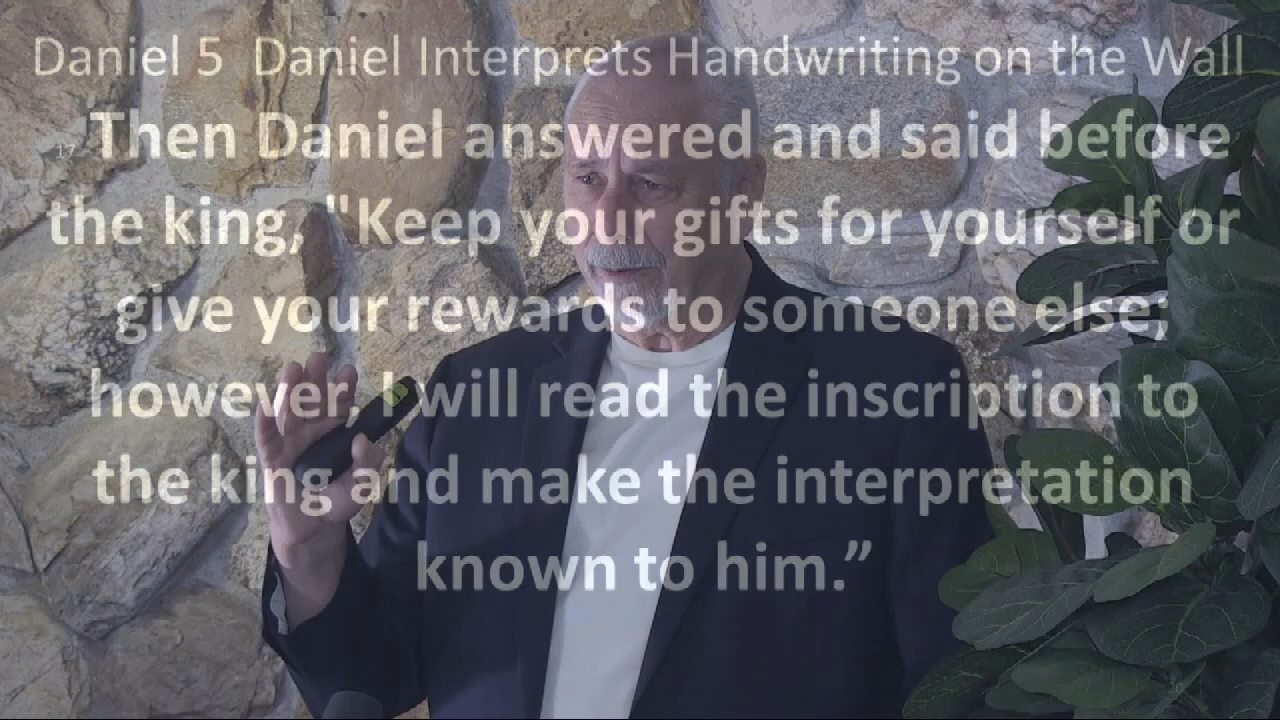 Daniel 5 Daniel Interprets Handwriting on the Wall
17 Then Daniel answered and said before
the king, "Keep your gifts for yourself or
give your rewards to someone else;
however, I will read the inscription to
the king and make the interpretation
known to him.”